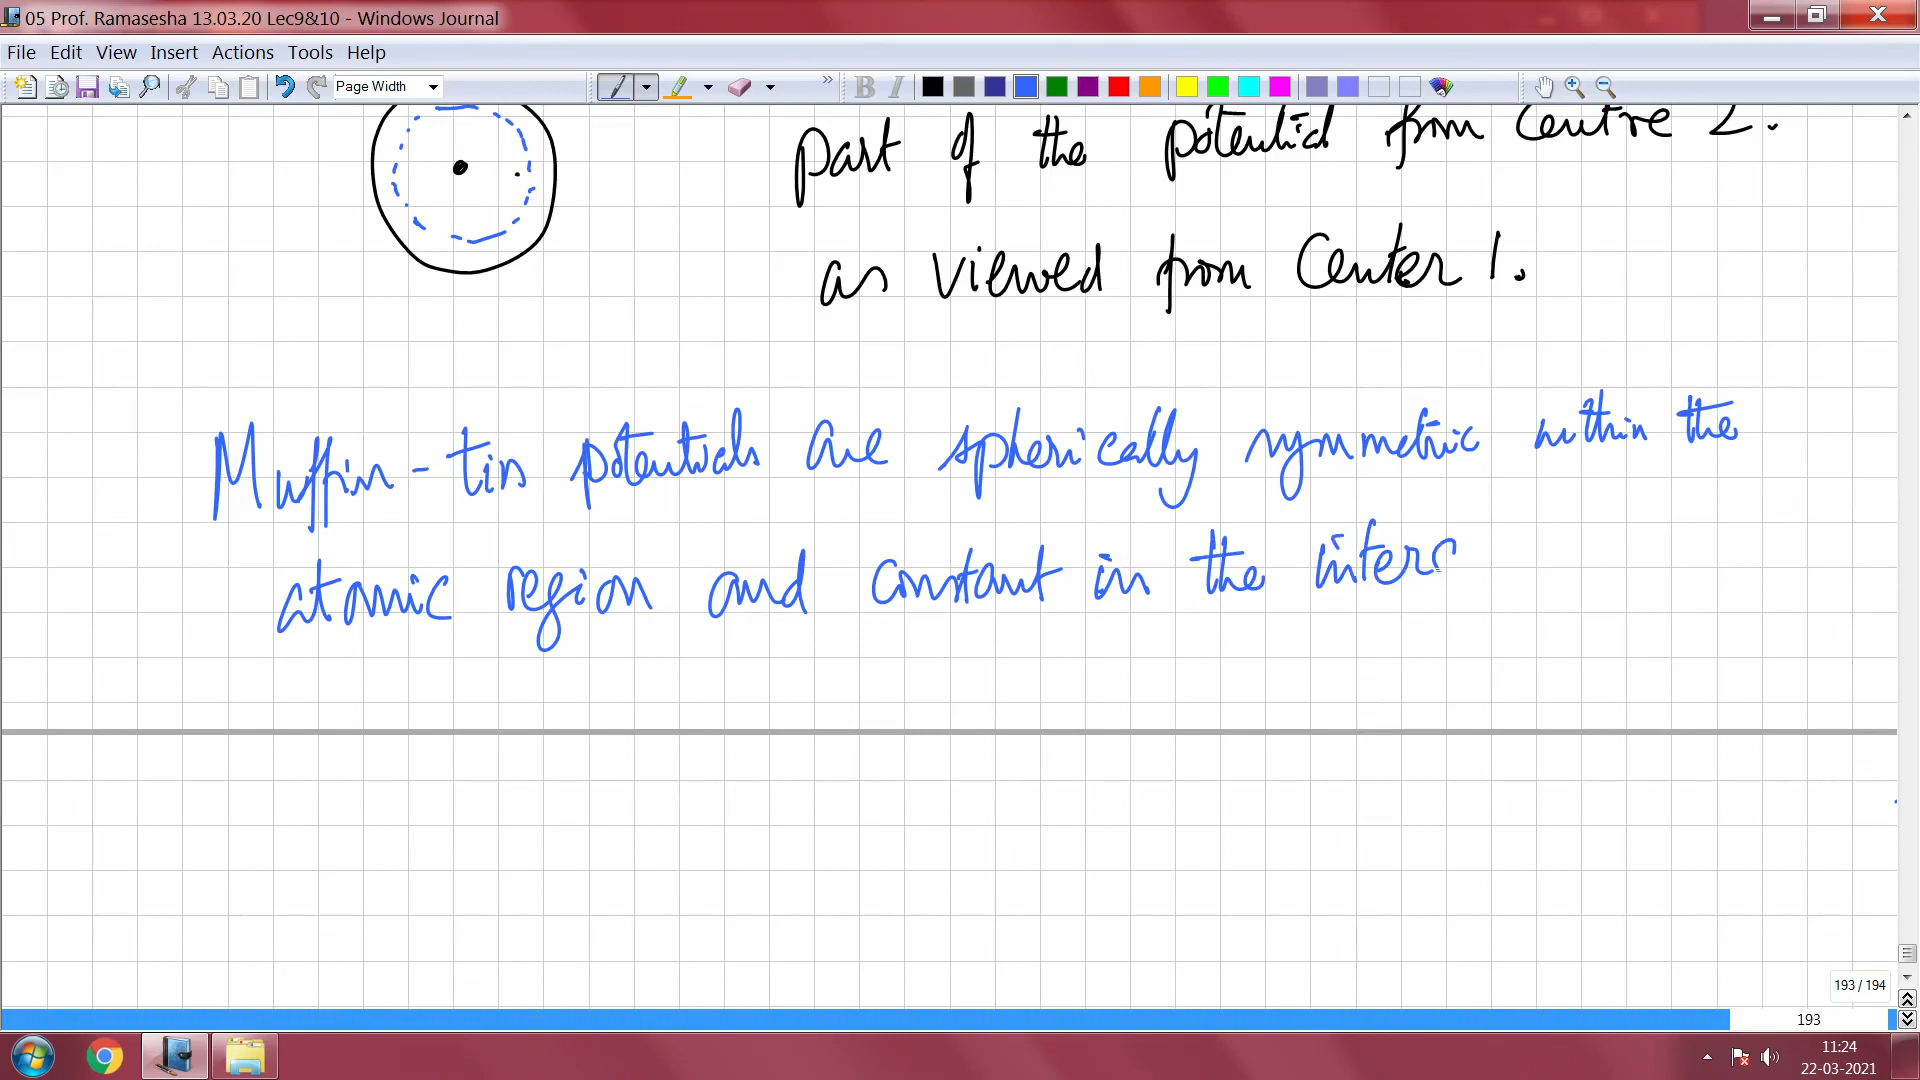 05 Prof. Ramasesha 13.03.20 Lec9&10 - Windows Journal
File Edit View Insert Actions Tools Help
Page Width
B I
part of the potential from Centre 2.
as viewed from Center 1.
Muffin-tin potentials are spherically symmetric within the
atomic region and constant in the inters
193 / 194
193
11:24
22-03-2021